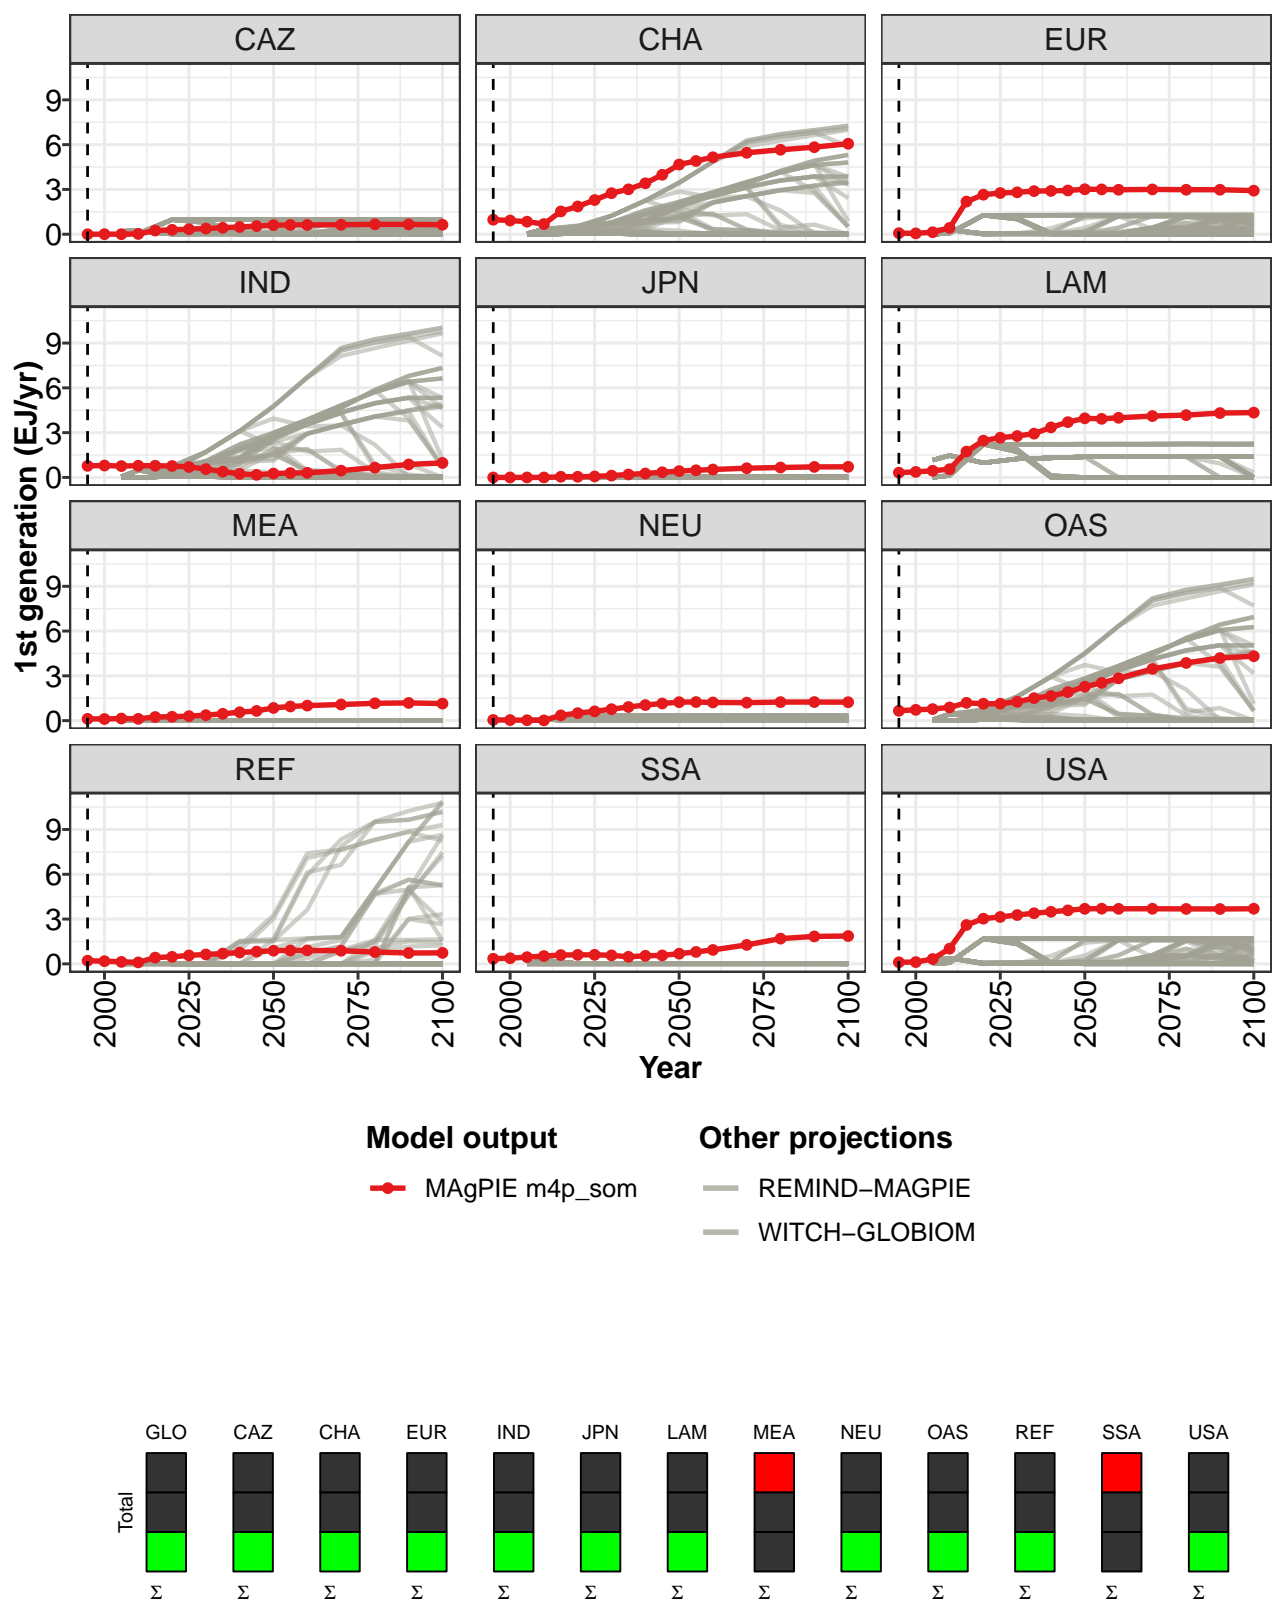 CAZ CHA EUR
9
6
3
0
IND JPN LAM
9
6
3
0
1st generation (EJ/yr)
MEA NEU OAS
9
6
3
0
REF SSA USA
9
6
3
0
2000 2025 2050 2075 2100 2000 2025 2050 2075 2100 2000 2025 2050 2075 2100
Year
Model output Other projections
MAgPIE m4p_som REMIND−MAGPIE
WITCH−GLOBIOM
GLO CAZ CHA EUR IND JPN LAM MEA NEU OAS REF SSA USA
Total
Σ Σ Σ Σ Σ Σ Σ Σ Σ Σ Σ Σ Σ